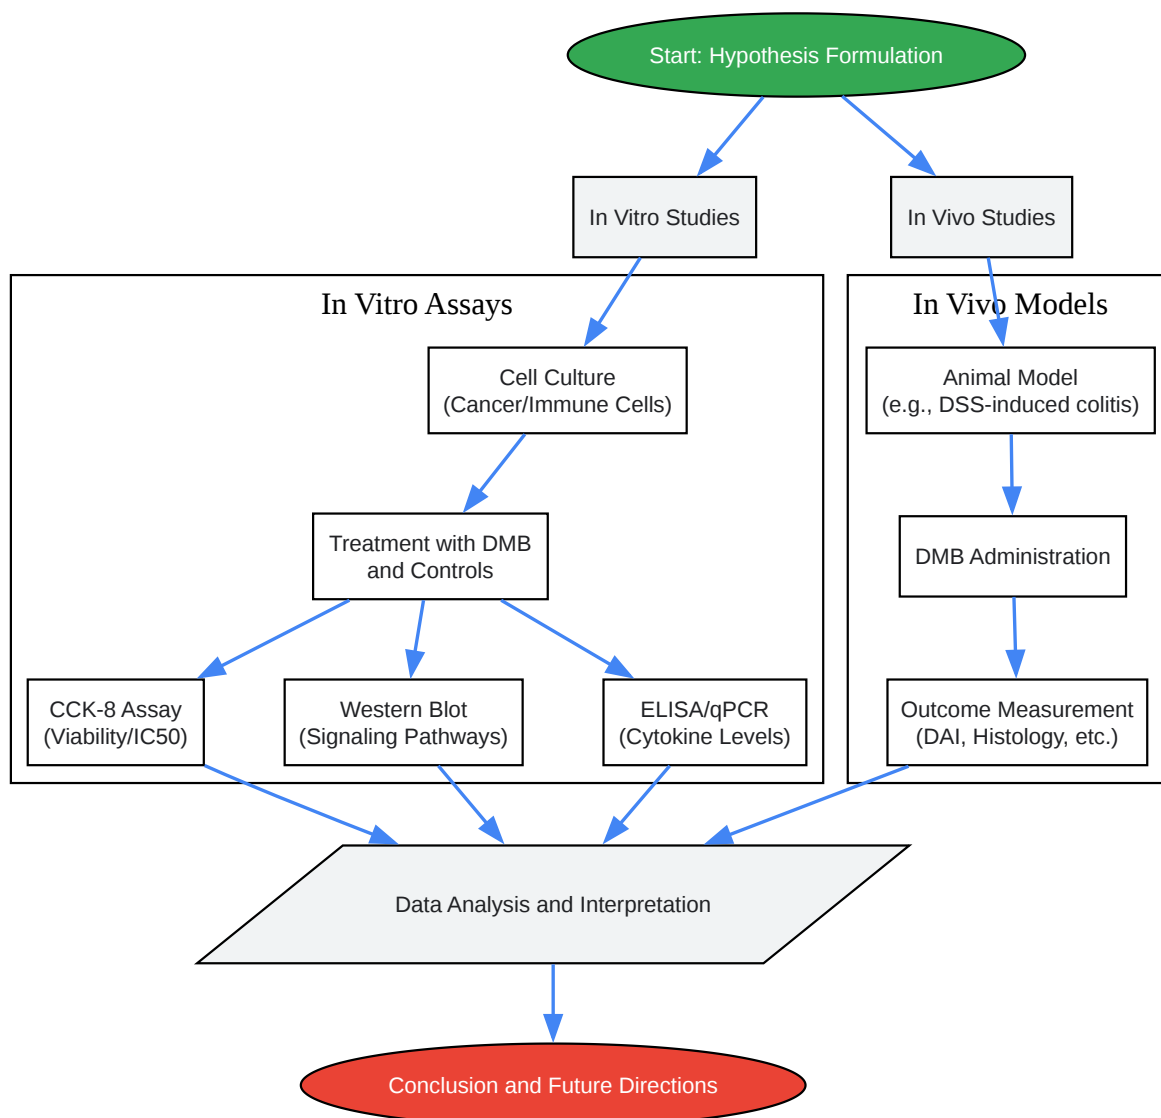 Start: Hypothesis Formulation
In Vitro Studies
In Vivo Studies
In Vitro Assays
In Vivo Models
Cell Culture
(Cancer/Immune Cells)
Animal Model
(e.g., DSS-induced colitis)
Treatment with DMB
and Controls
DMB Administration
CCK-8 Assay
(Viability/IC50)
Western Blot
(Signaling Pathways)
ELISA/qPCR
(Cytokine Levels)
Outcome Measurement
(DAI, Histology, etc.)
Data Analysis and Interpretation
Conclusion and Future Directions